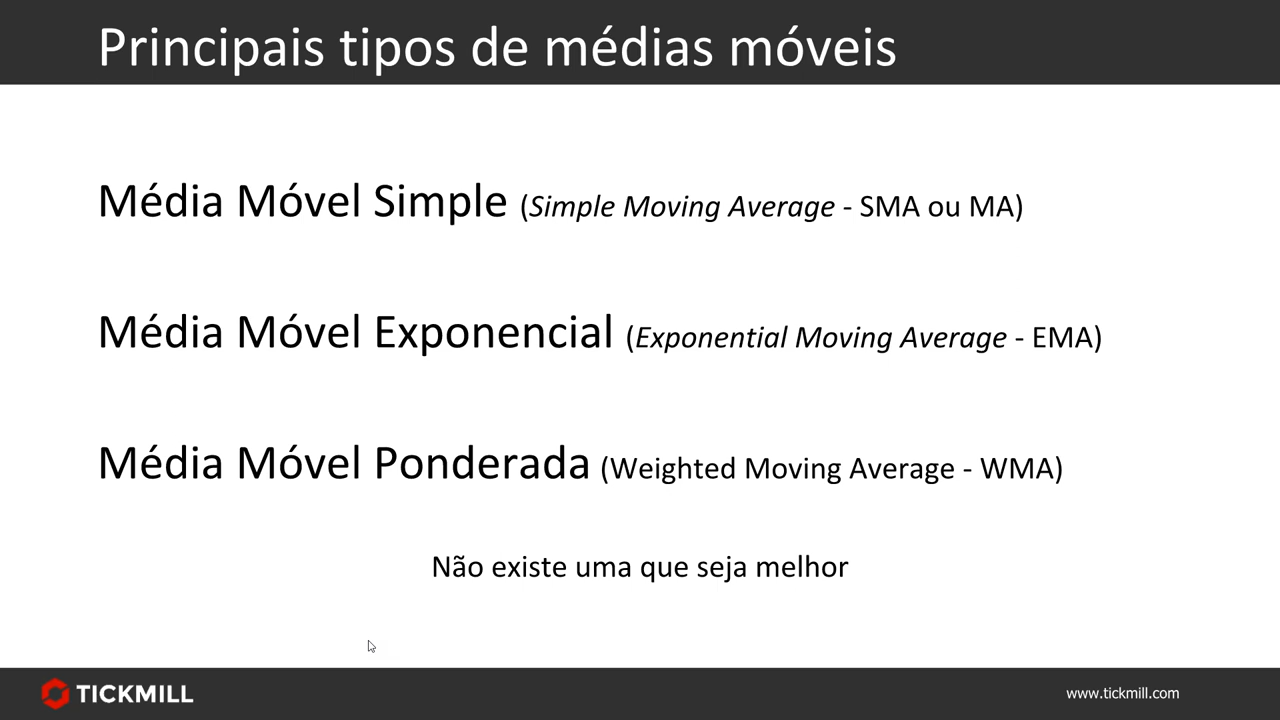 Principais tipos de médias móveis
Média Móvel Simple (Simple Moving Average - SMA ou MA)
Média Móvel Exponencial (Exponential Moving Average - EMA)
Média Móvel Ponderada (Weighted Moving Average - WMA)
Não existe uma que seja melhor
TICKMILL
www.tickmill.com